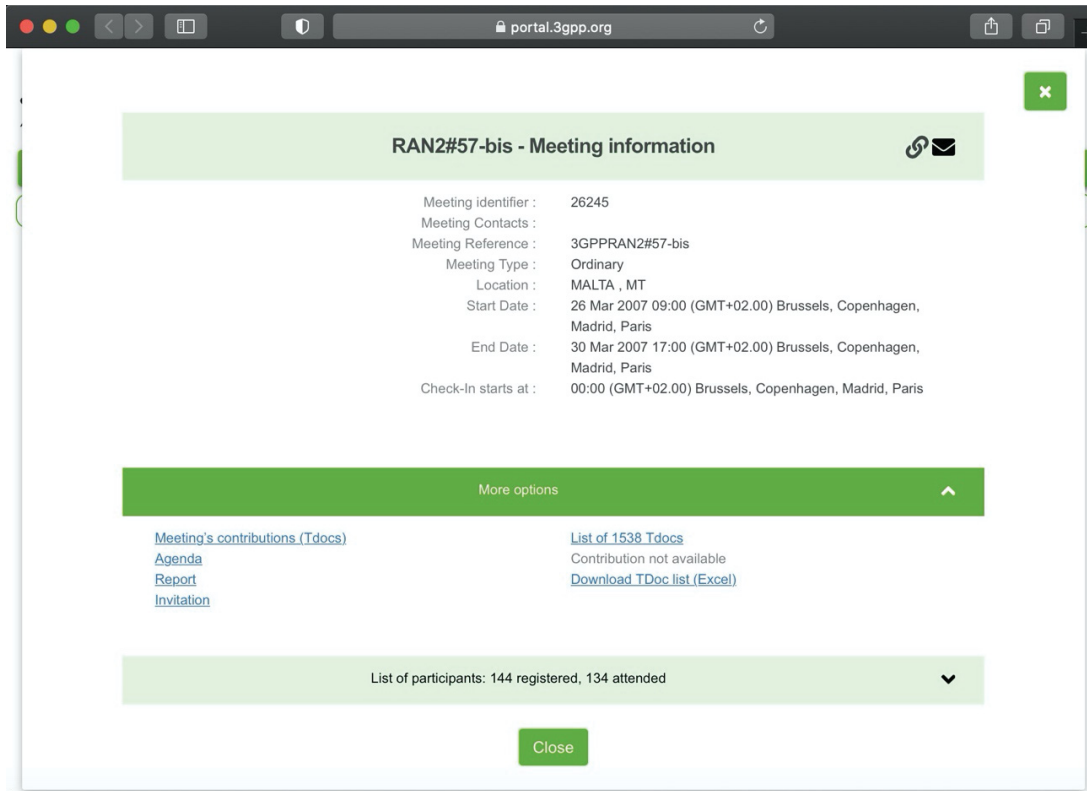 portal.3gpp.org
RAN2#57-bis - Meeting information
Meeting identifier : 26245
Meeting Contacts :
Meeting Reference : 3GPPRAN2#57-bis
Meeting Type : Ordinary
Location : MALTA , MT
Start Date : 26 Mar 2007 09:00 (GMT+02.00) Brussels, Copenhagen,
Madrid, Paris
End Date : 30 Mar 2007 17:00 (GMT+02.00) Brussels, Copenhagen,
Madrid, Paris
Check-In starts at : 00:00 (GMT+02.00) Brussels, Copenhagen, Madrid, Paris
More options
Meeting's contributions (Tdocs) List of 1538 Tdocs
Agenda Contribution not available
Report Download TDoc list (Excel)
Invitation
List of participants: 144 registered, 134 attended
Close